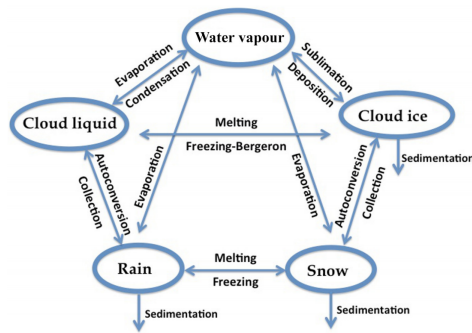 Water vapour
Evaporation
Condensation
Sublimation
Deposition
Cloud liquid
Cloud ice
Melting
Freezing-Bergeron
Sedimentation
Autoconversion
Collection
Evaporation
Evaporation
Autoconversion
Collection
Rain
Melting
Freezing
Snow
Sedimentation
Sedimentation